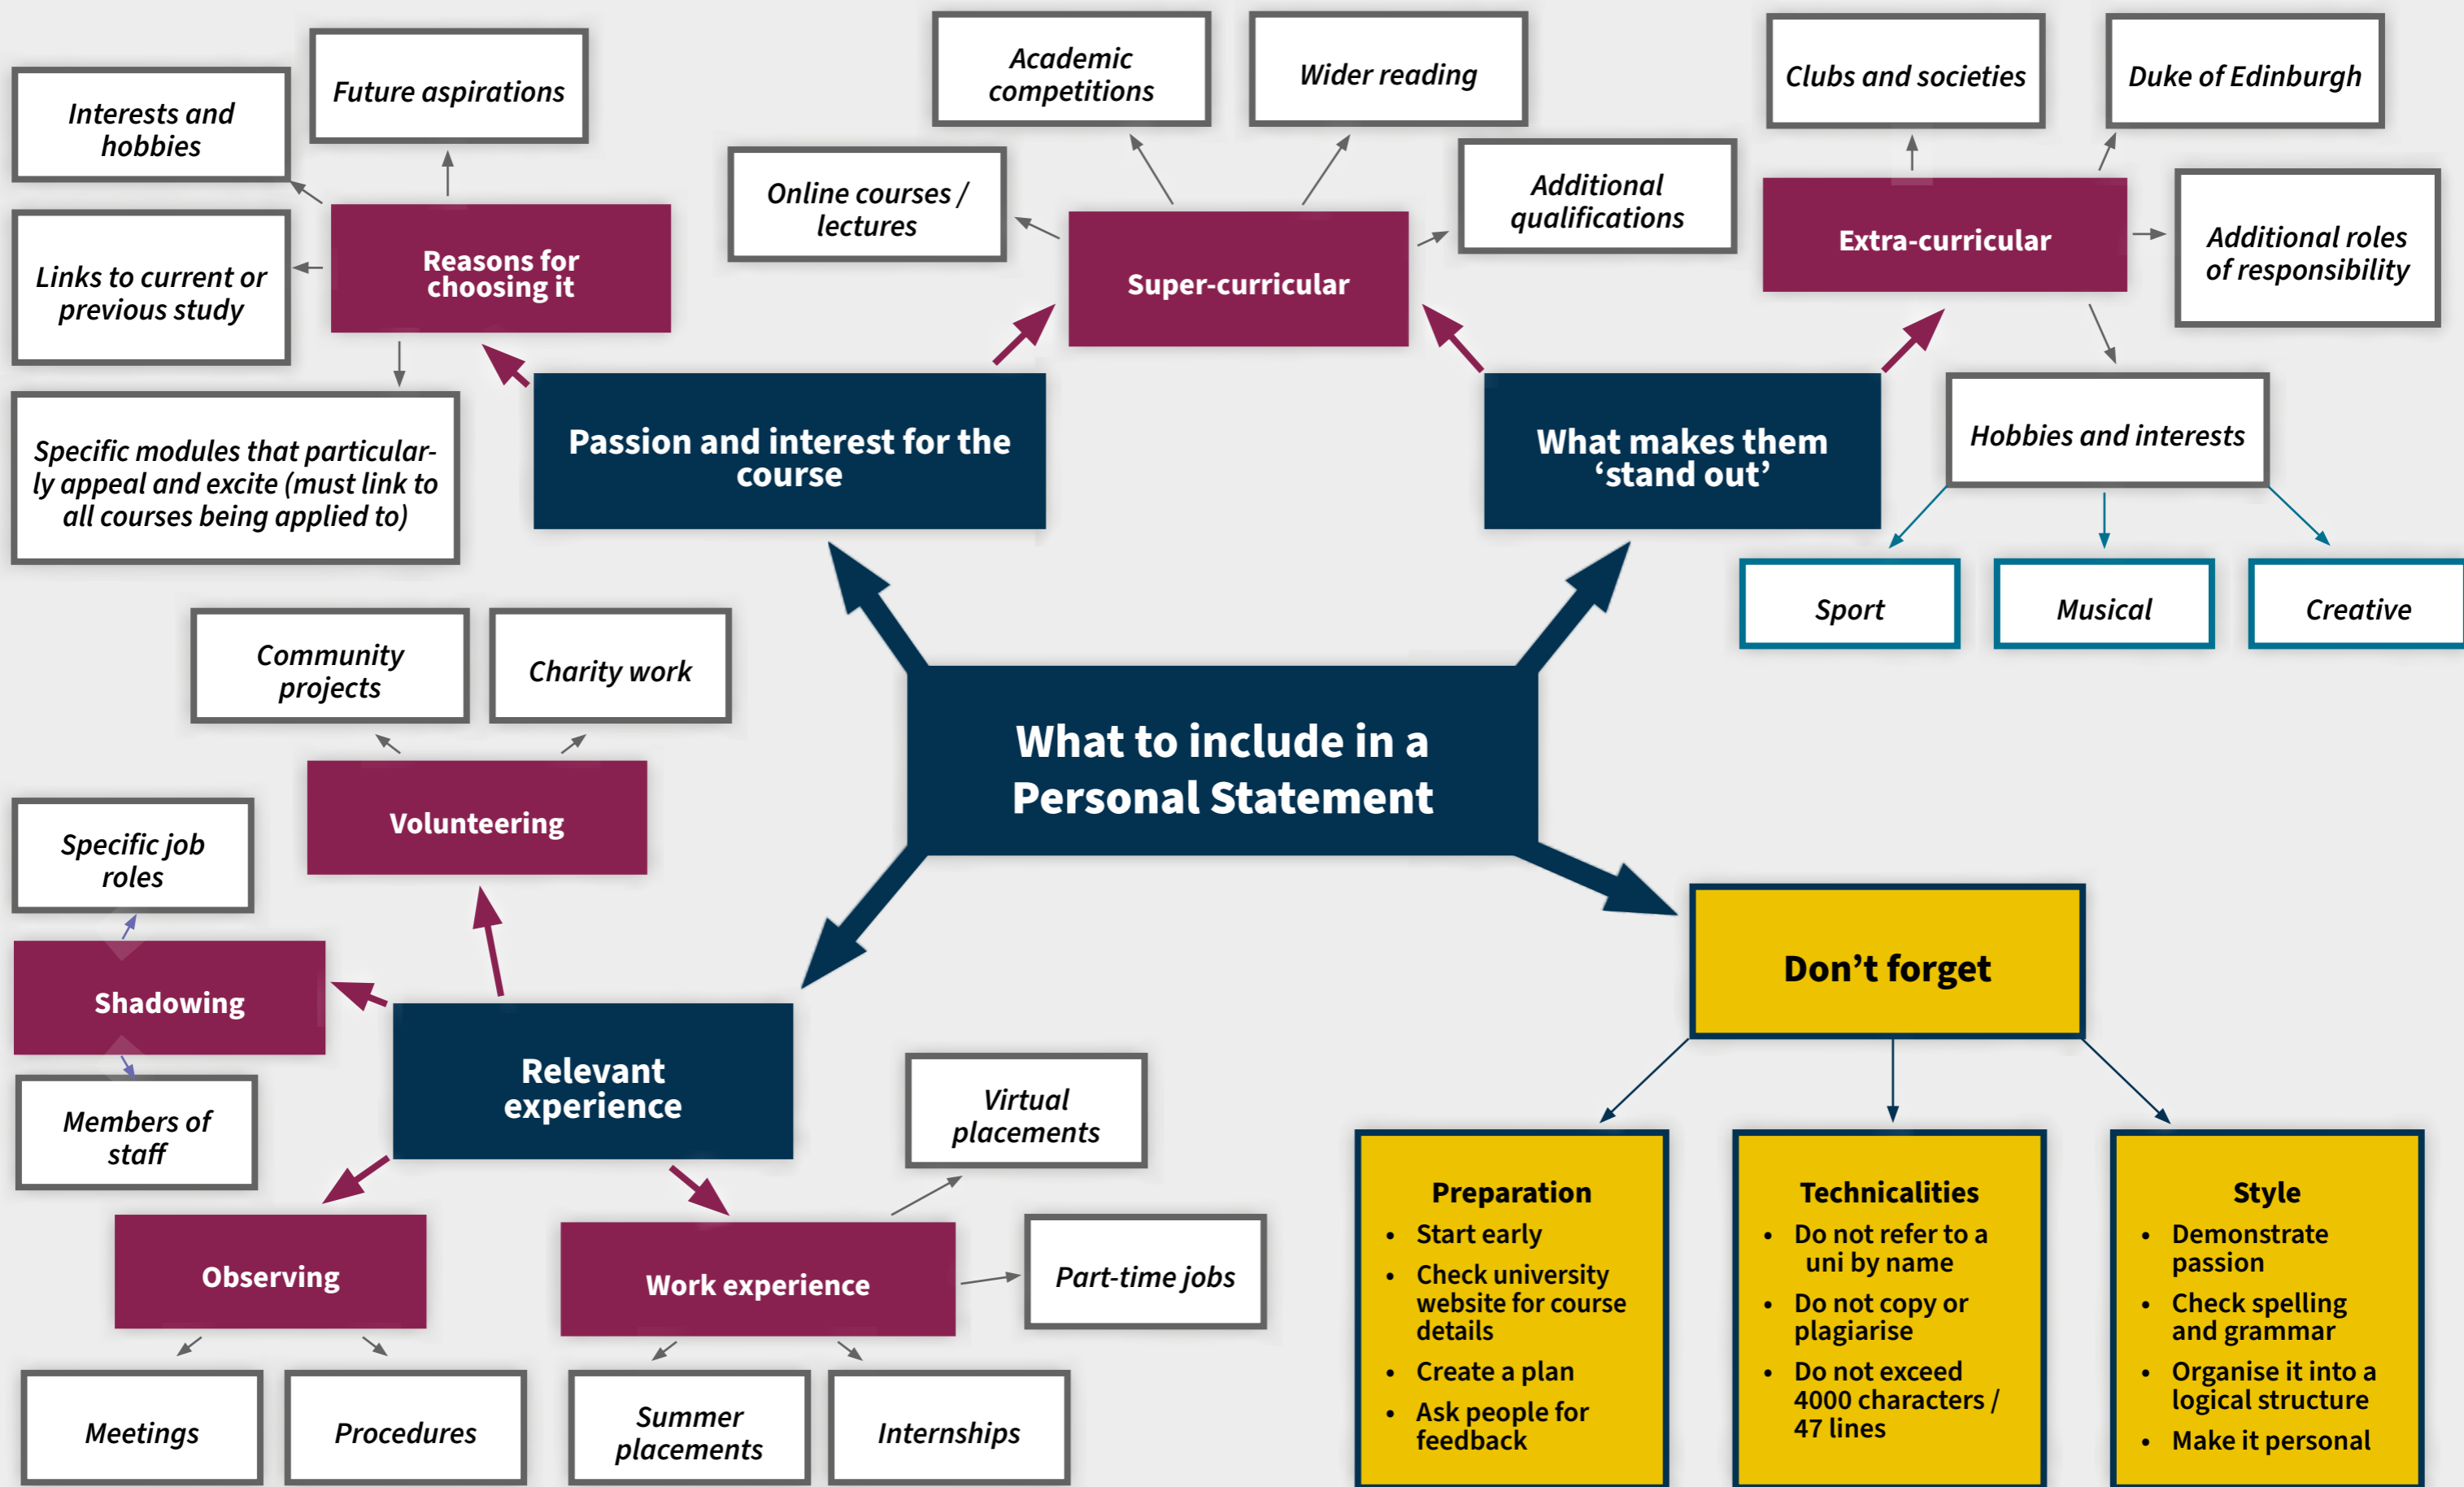 Interests and
hobbies
Future aspirations
Links to current or
previous study
Reasons for
choosing it
Specific modules that particular-
ly appeal and excite (must link to
all courses being applied to)
Academic
competitions
Wider reading
Online courses /
lectures
Additional
qualifications
Super-curricular
Clubs and societies
Duke of Edinburgh
Extra-curricular
Additional roles
of responsibility
Hobbies and interests
Sport
Musical
Creative
Passion and interest for the
course
What makes them
‘stand out’
What to include in a
Personal Statement
Community
projects
Charity work
Volunteering
Specific job
roles
Shadowing
Members of
staff
Relevant
experience
Observing
Meetings
Procedures
Work experience
Virtual
placements
Part-time jobs
Summer
placements
Internships
Don’t forget
Preparation
• Start early
• Check university
website for course
details
• Create a plan
• Ask people for
feedback
Technicalities
• Do not refer to a
uni by name
• Do not copy or
plagiarise
• Do not exceed
4000 characters /
47 lines
Style
• Demonstrate
passion
• Check spelling
and grammar
• Organise it into a
logical structure
• Make it personal